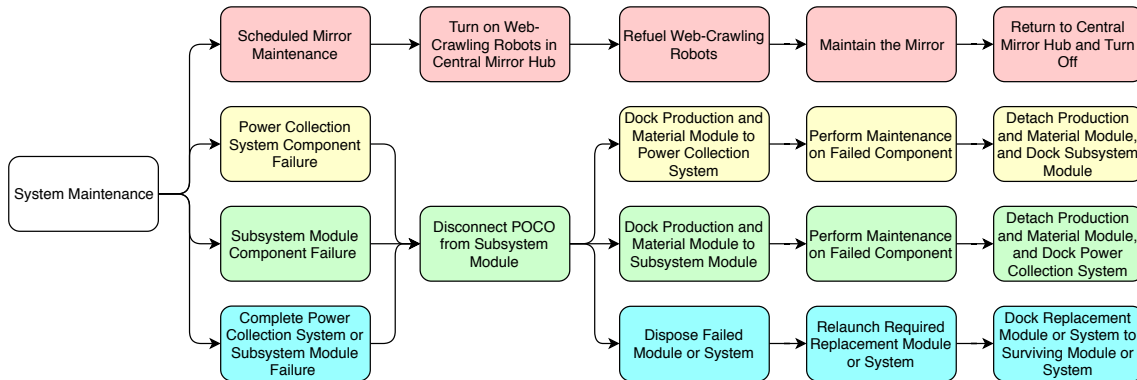 System Maintenance
Scheduled Mirror
Maintenance
Turn on Web-
Crawling Robots in
Central Mirror Hub
Refuel Web-Crawling
Robots
Maintain the Mirror
Return to Central
Mirror Hub and Turn
Off
Power Collection
System Component
Failure
Dock Production and
Material Module to
Power Collection
System
Perform Maintenance
on Failed Component
Detach Production
and Material Module,
and Dock Subsystem
Module
Subsystem Module
Component Failure
Disconnect POCO
from Subsystem
Module
Dock Production and
Material Module to
Subsystem Module
Perform Maintenance
on Failed Component
Detach Production
and Material Module,
and Dock Power
Collection System
Complete Power
Collection System or
Subsystem Module
Failure
Dispose Failed
Module or System
Relaunch Required
Replacement Module
or System
Dock Replacement
Module or System to
Surviving Module or
System